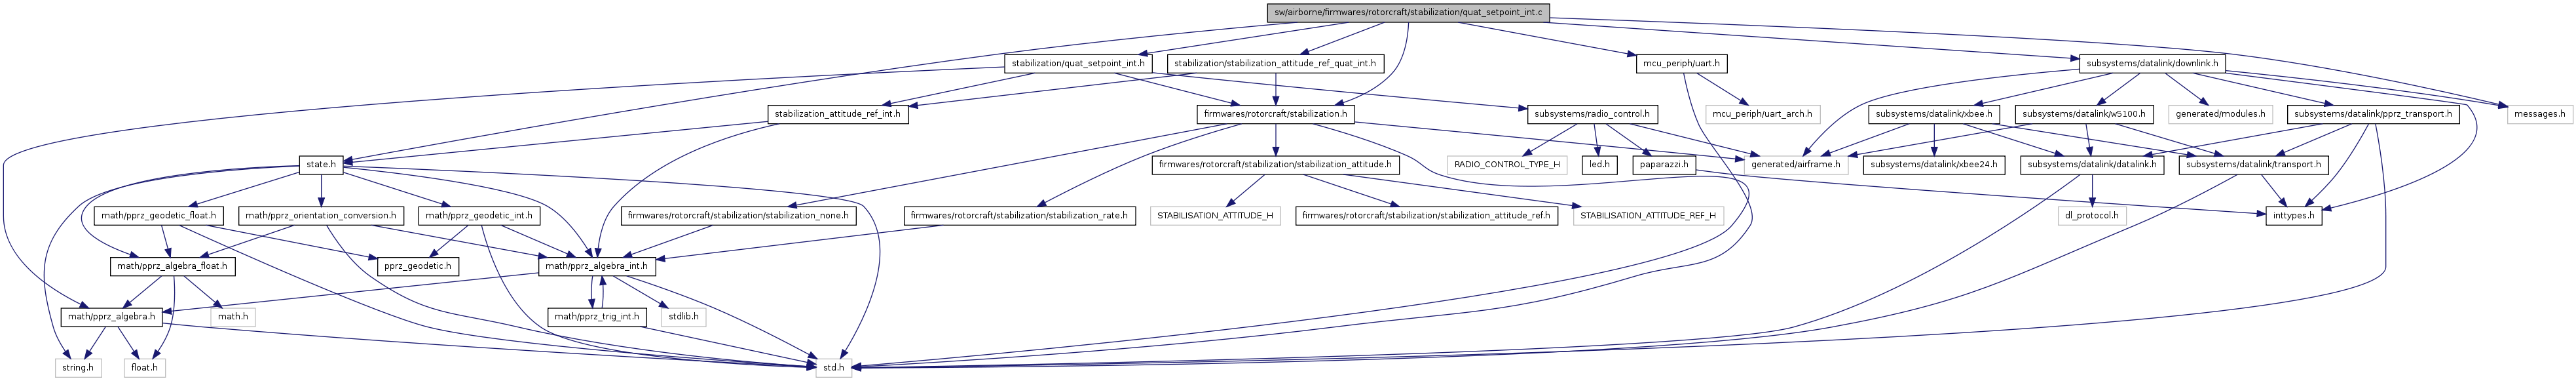 sw/airborne/firmwares/rotorcraft/stabilization/quat_setpoint_int.c
stabilization/quat_setpoint_int.h
stabilization/stabilization_attitude_ref_quat_int.h
mcu_periph/uart.h
subsystems/datalink/downlink.h
stabilization_attitude_ref_int.h
firmwares/rotorcraft/stabilization.h
subsystems/radio_control.h
mcu_periph/uart_arch.h
subsystems/datalink/xbee.h
subsystems/datalink/w5100.h
generated/modules.h
subsystems/datalink/pprz_transport.h
messages.h
state.h
firmwares/rotorcraft/stabilization/stabilization_attitude.h
RADIO_CONTROL_TYPE_H
led.h
paparazzi.h
generated/airframe.h
subsystems/datalink/xbee24.h
subsystems/datalink/datalink.h
subsystems/datalink/transport.h
math/pprz_geodetic_float.h
math/pprz_orientation_conversion.h
math/pprz_geodetic_int.h
firmwares/rotorcraft/stabilization/stabilization_none.h
firmwares/rotorcraft/stabilization/stabilization_rate.h
STABILISATION_ATTITUDE_H
firmwares/rotorcraft/stabilization/stabilization_attitude_ref.h
STABILISATION_ATTITUDE_REF_H
dl_protocol.h
inttypes.h
math/pprz_algebra_float.h
pprz_geodetic.h
math/pprz_algebra_int.h
math/pprz_algebra.h
math.h
math/pprz_trig_int.h
stdlib.h
string.h
float.h
std.h